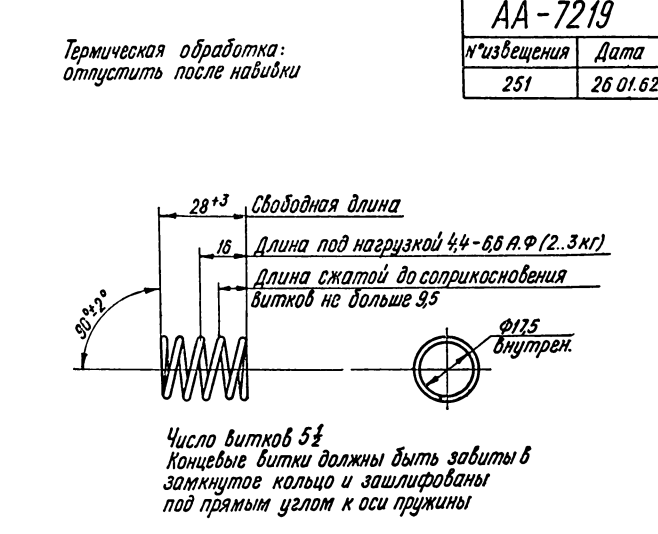 АА-7219
№ извещения Дата
251 26 01.62
Термическая обработка:
отпустить после навивки
28+3 Свободная длина
16 Длина под нагрузкой 4,4-6,6 А.Ф (2..3 кг)
Длина сжатой до соприкосновения
витков не больше 9,5
90°±2°
Ф17,5
внутрен.
Число витков 5 1/2
Концевые витки должны быть завиты в
замкнутое кольцо и зашлифованы
под прямым углом к оси пружины